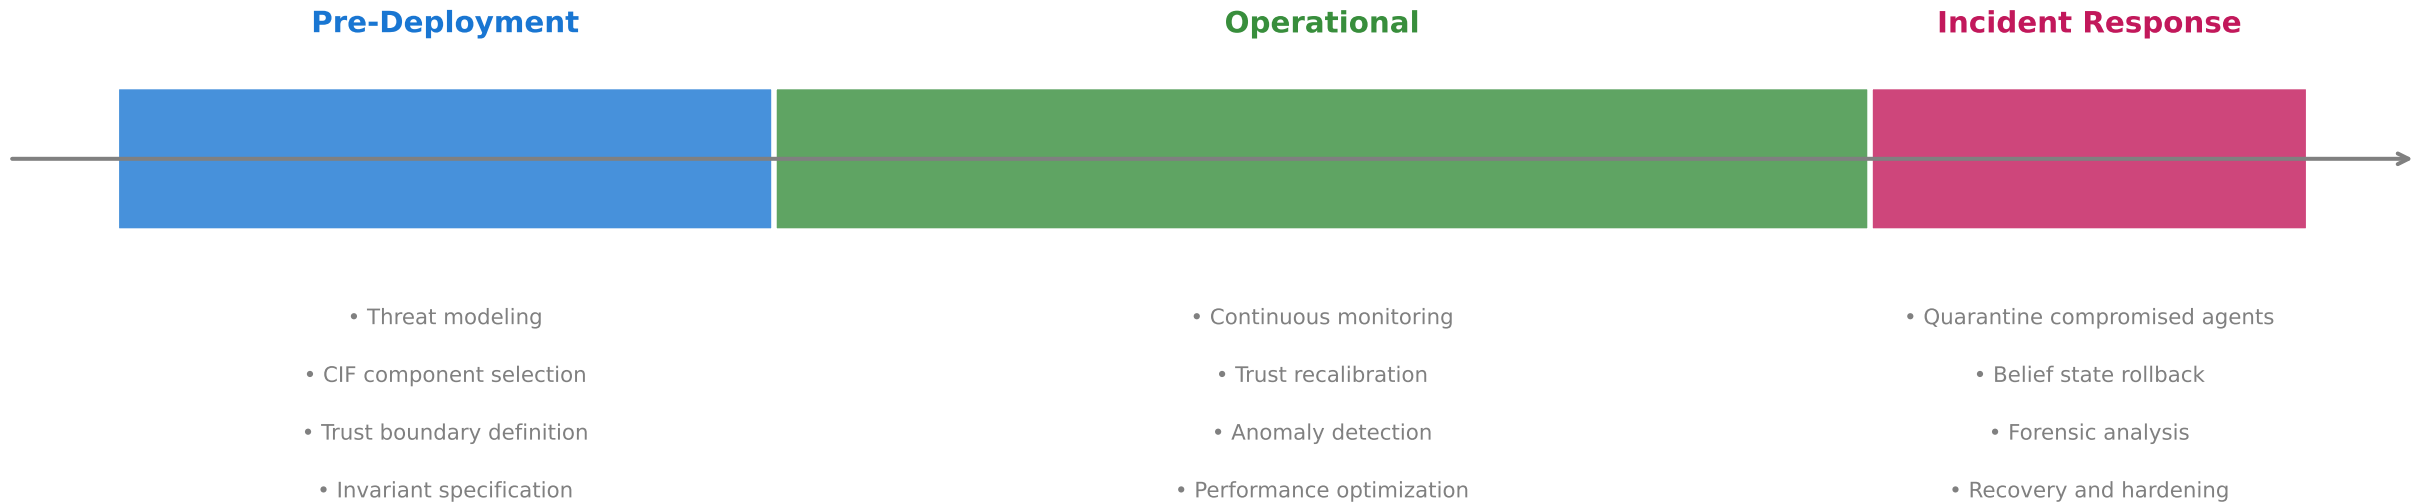 Pre-Deployment
Operational
Incident Response
• Threat modeling
• CIF component selection
• Trust boundary definition
• Invariant specification
• Continuous monitoring
• Trust recalibration
• Anomaly detection
• Performance optimization
• Quarantine compromised agents
• Belief state rollback
• Forensic analysis
• Recovery and hardening